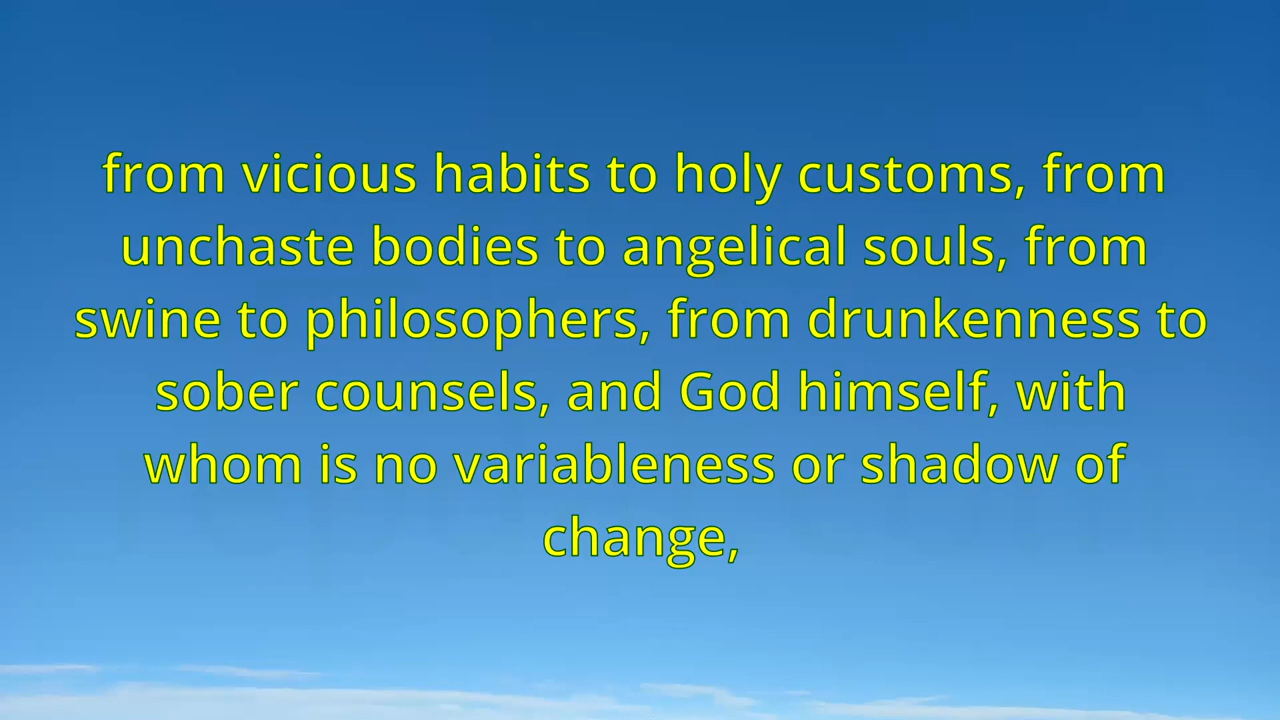 from vicious habits to holy customs, from
unchaste bodies to angelical souls, from
swine to philosophers, from drunkenness to
sober counsels, and God himself, with
whom is no variableness or shadow of
change,